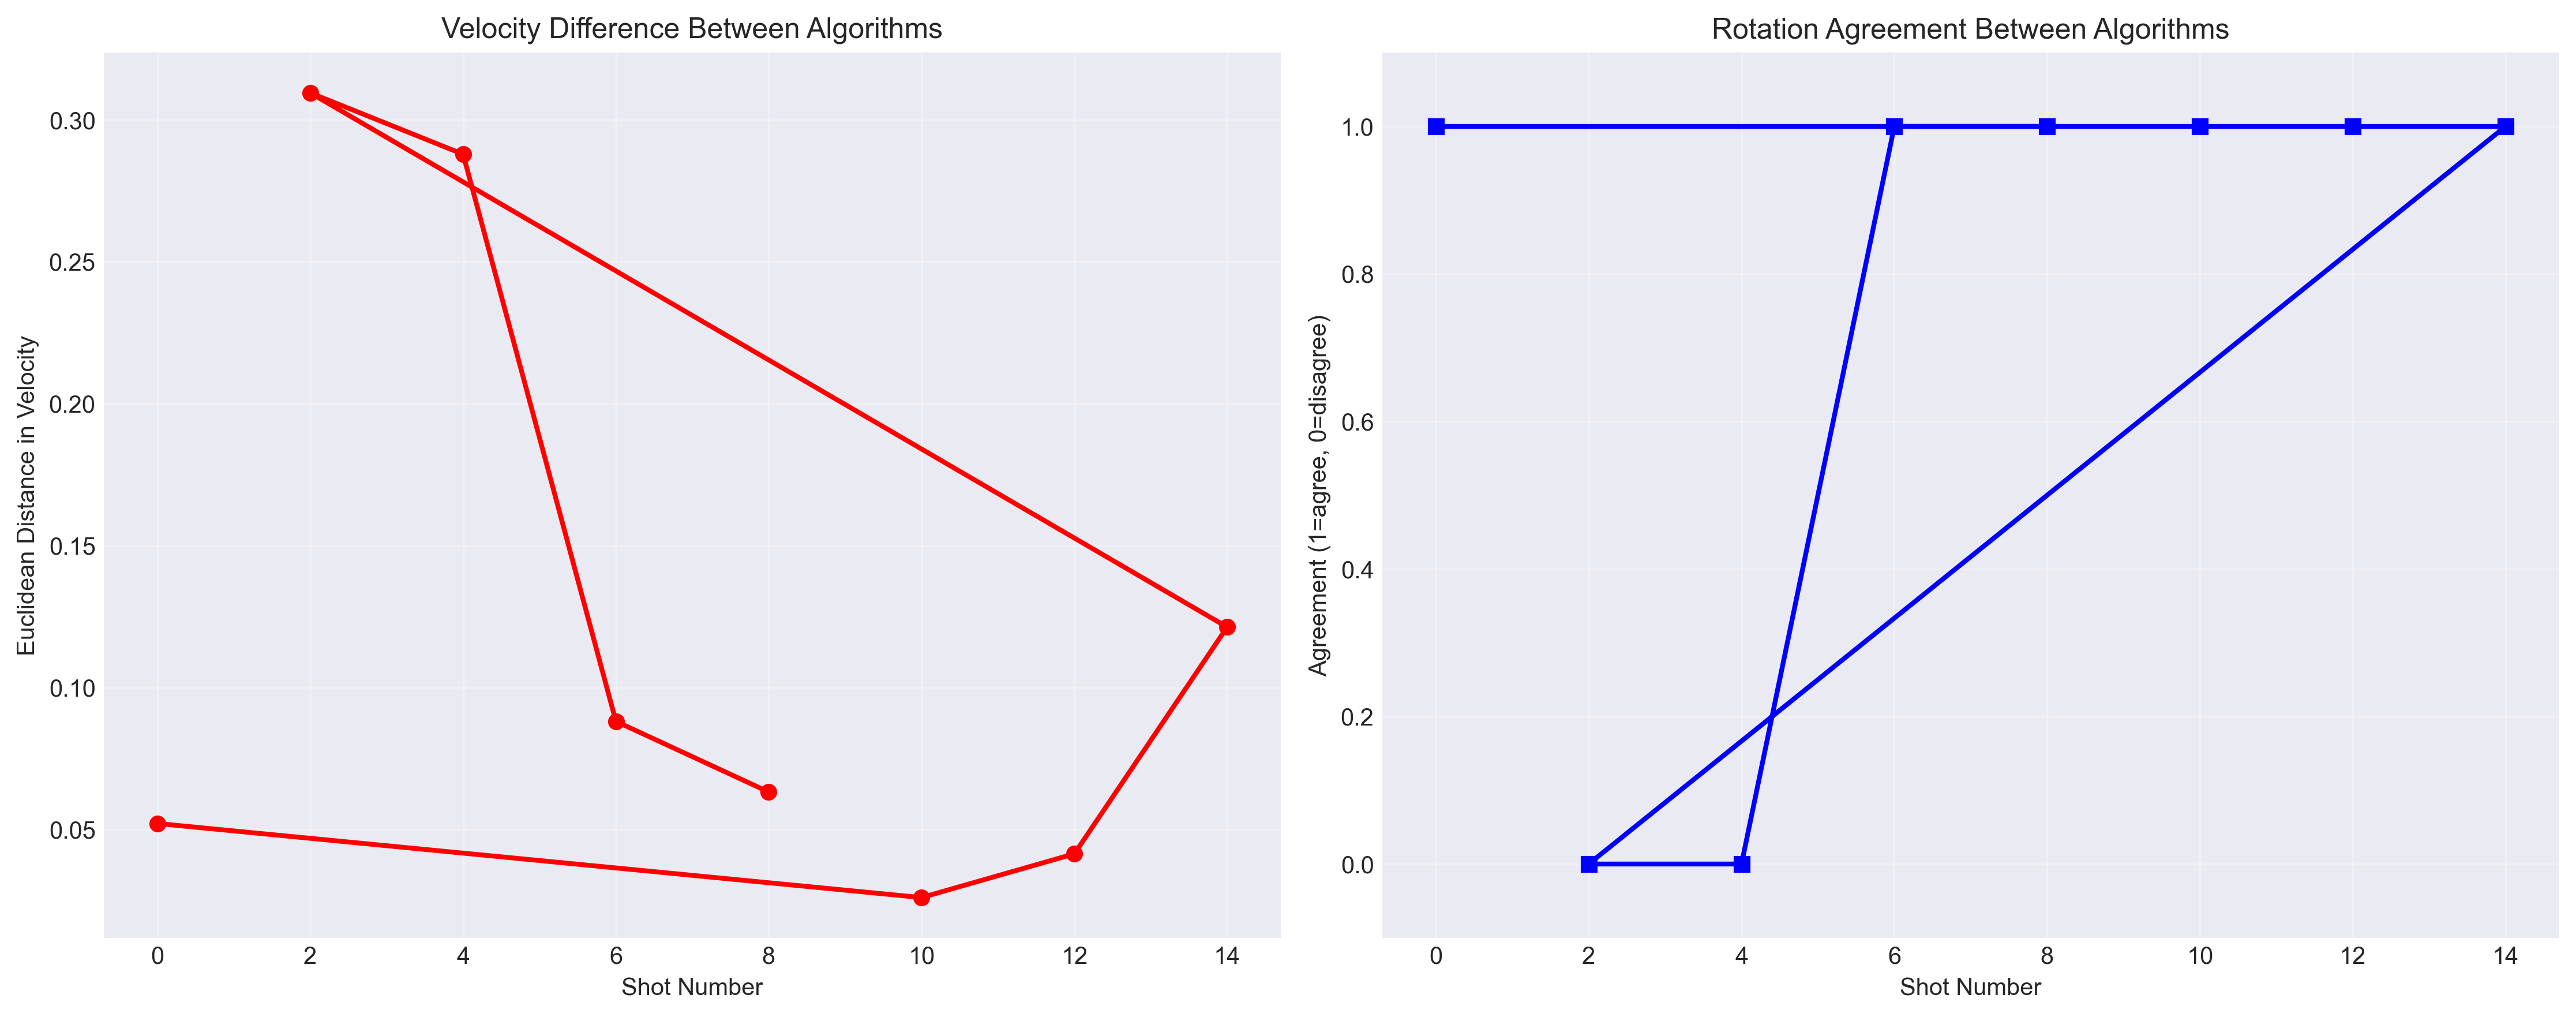 Velocity Difference Between Algorithms
Euclidean Distance in Velocity
0.30
0.25
0.20
0.15
0.10
0.05
0 2 4 6 8 10 12 14
Shot Number
Rotation Agreement Between Algorithms
Agreement (1=agree, 0=disagree)
1.0
0.8
0.6
0.4
0.2
0.0
0 2 4 6 8 10 12 14
Shot Number